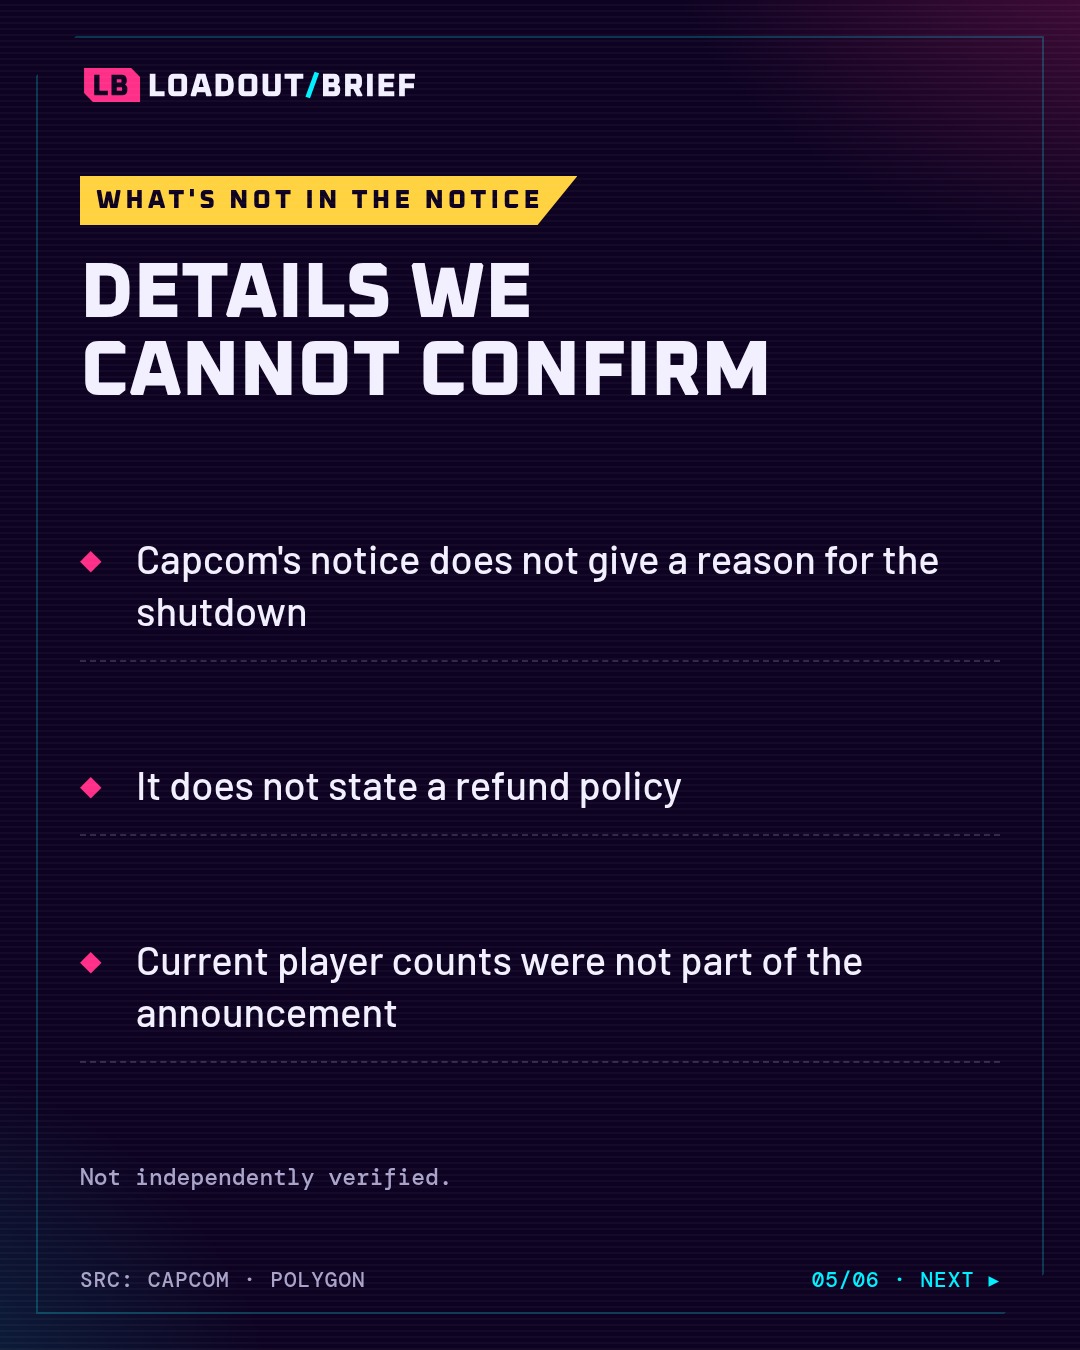 LB LOADOUT/BRIEF
WHAT'S NOT IN THE NOTICE
DETAILS WE
CANNOT CONFIRM
◆ Capcom's notice does not give a reason for the
shutdown
◆ It does not state a refund policy
◆ Current player counts were not part of the
announcement
Not independently verified.
SRC: CAPCOM · POLYGON
05/06 · NEXT ▸